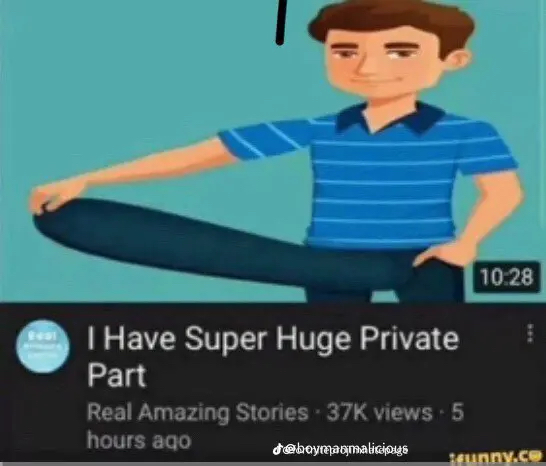 10:28
I Have Super Huge Private
Part
Real Amazing Stories · 37K views · 5
hours ago
@boymanmalicious
ifunny.co